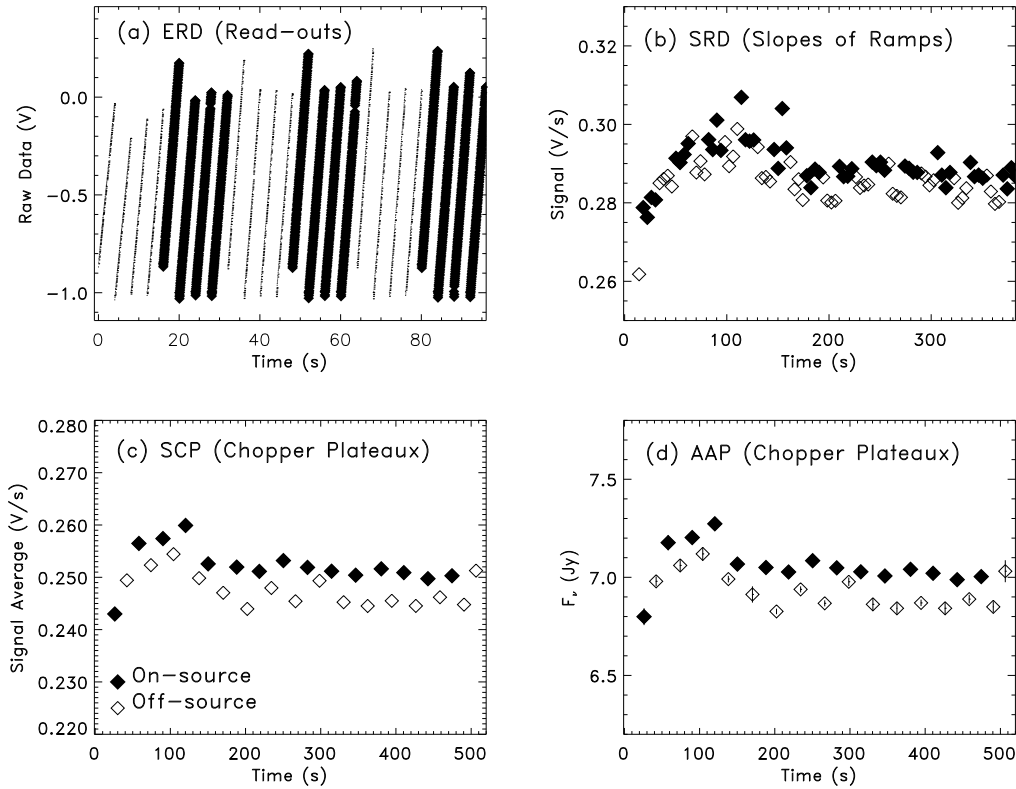 (a) ERD (Read-outs)
Raw Data (V)
0.0
-0.5
-1.0
0 20 40 60 80
Time (s)
(b) SRD (Slopes of Ramps)
Signal (V/s)
0.32
0.30
0.28
0.26
0 100 200 300
Time (s)
(c) SCP (Chopper Plateaux)
Signal Average (V/s)
0.280
0.270
0.260
0.250
0.240
0.230
0.220
On-source
Off-source
0 100 200 300 400 500
Time (s)
(d) AAP (Chopper Plateaux)
Fν (Jy)
7.5
7.0
6.5
0 100 200 300 400 500
Time (s)